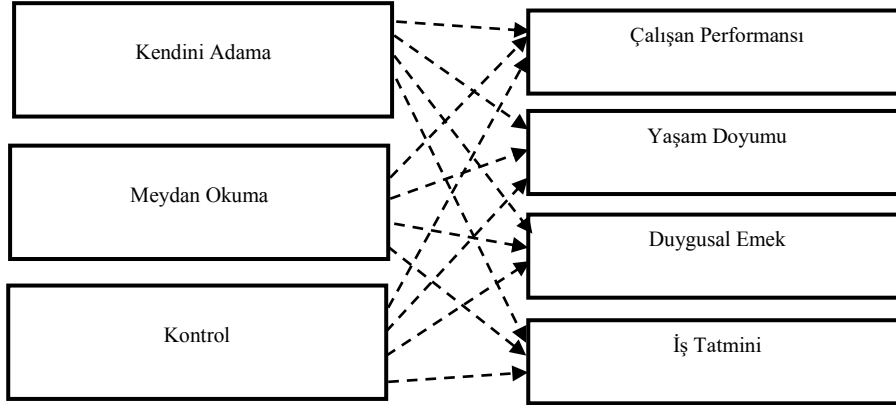 Kendini Adama
Meydan Okuma
Kontrol
Çalışan Performansı
Yaşam Doyumu
Duygusal Emek
İş Tatmini